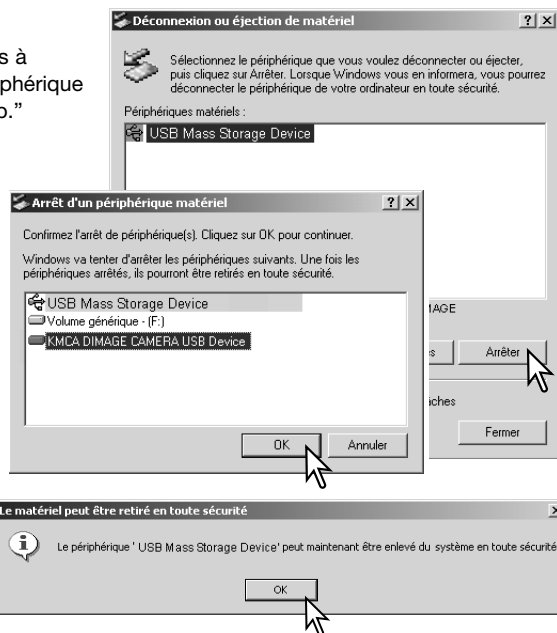 s à
phérique
p.”
Déconnexion ou éjection de matériel
Sélectionnez le périphérique que vous voulez déconnecter ou éjecter,
puis cliquez sur Arrêter. Lorsque Windows vous en informera, vous pourrez
déconnecter le périphérique de votre ordinateur en toute sécurité.
Périphériques matériels :
USB Mass Storage Device
Arrêt d'un périphérique matériel
Confirmez l'arrêt de périphérique(s). Cliquez sur OK pour continuer.
Windows va tenter d'arrêter les périphériques suivants. Une fois les
périphériques arrêtés, ils pourront être retirés en toute sécurité.
USB Mass Storage Device
Volume générique - (F:)
KMCA DIMAGE CAMERA USB Device
OK Annuler
IAGE
s Arrêter
âches
Fermer
Le matériel peut être retiré en toute sécurité
Le périphérique ' USB Mass Storage Device' peut maintenant être enlevé du système en toute sécurité
OK